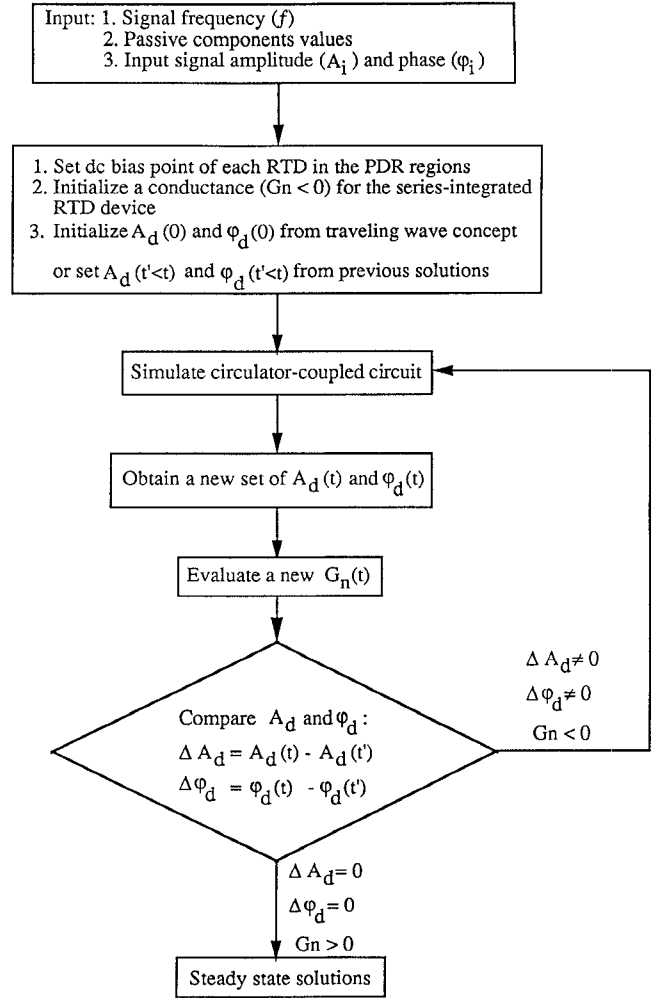 Input: 1. Signal frequency (f)
2. Passive components values
3. Input signal amplitude (Ai) and phase (φi)
1. Set dc bias point of each RTD in the PDR regions
2. Initialize a conductance (Gn < 0) for the series-integrated
RTD device
3. Initialize Ad(0) and φd(0) from traveling wave concept
or set Ad(t'<t) and φd(t'<t) from previous solutions
Simulate circulator-coupled circuit
Obtain a new set of Ad(t) and φd(t)
Evaluate a new Gn(t)
Compare Ad and φd :
Δ Ad = Ad(t) - Ad(t')
Δφd = φd(t) - φd(t')
Δ Ad ≠ 0
Δφd ≠ 0
Gn < 0
Δ Ad = 0
Δφd = 0
Gn > 0
Steady state solutions